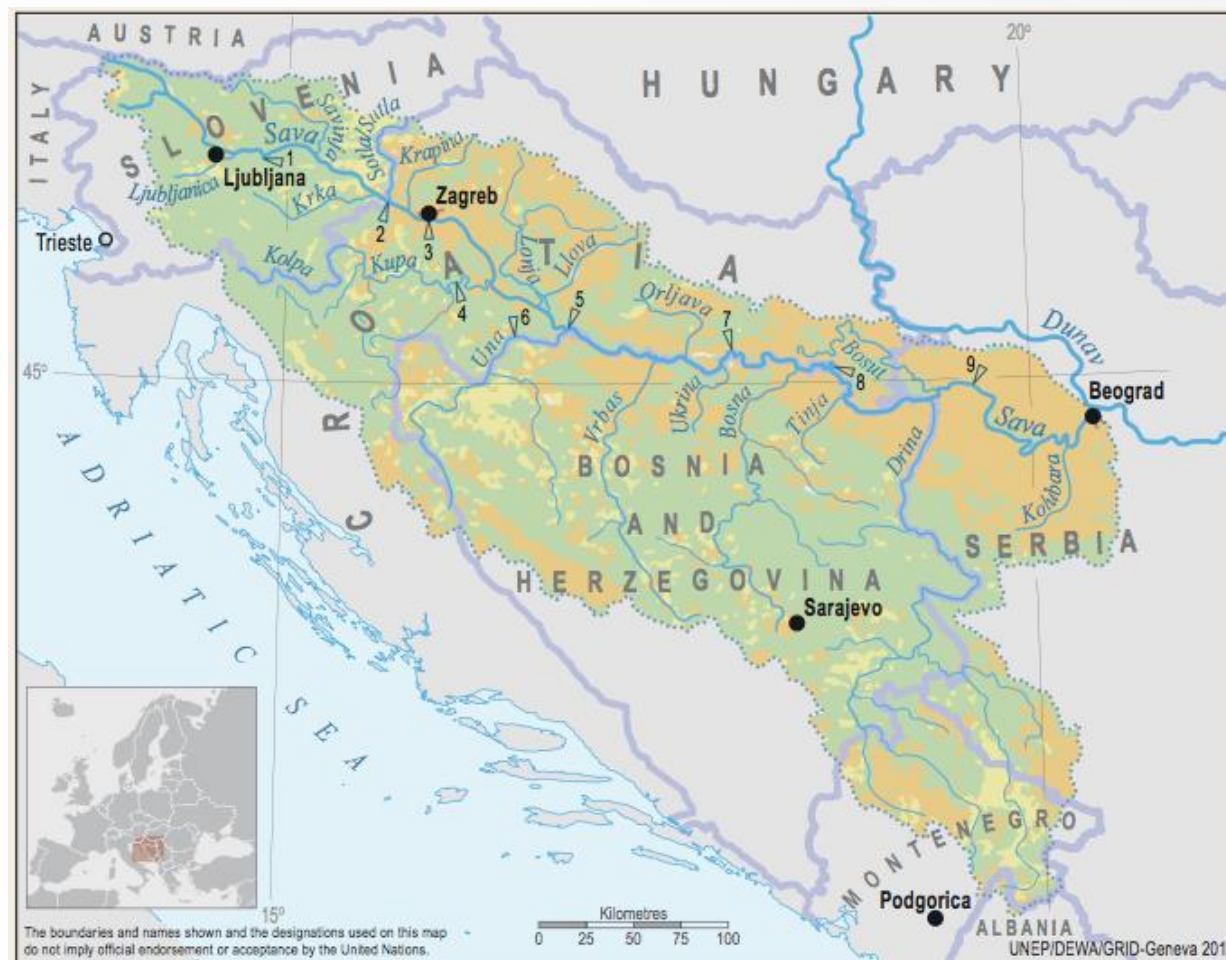 AUSTRIA
20º
HUNGARY
ITALY
SLOVENIA
Savinja
Sotla/Sutla
Sava
Krapina
1
Ljubljana
Ljubljanica
Krka
Zagreb
2
3
Trieste
Lonja
Llova
Kolpa
Kupa
CROATIA
4
Orljava
5
6
7
Una
Dunav
45º
Bosut
8
9
Beograd
Vrbas
Ukrina
Bosna
Tinja
Drina
Sava
Kolubara
BOSNIA
AND
HERZEGOVINA
SERBIA
Sarajevo
ADRIATIC SEA
MONTENEGRO
Podgorica
ALBANIA
15º
Kilometres
0 25 50 75 100
The boundaries and names shown and the designations used on this map
do not imply official endorsement or acceptance by the United Nations.
UNEP/DEWA/GRID-Geneva 201